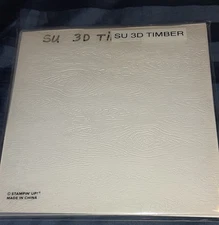 SU 3D Ti. SU 3D TIMBER
© STAMPIN' UP!®
MADE IN CHINA